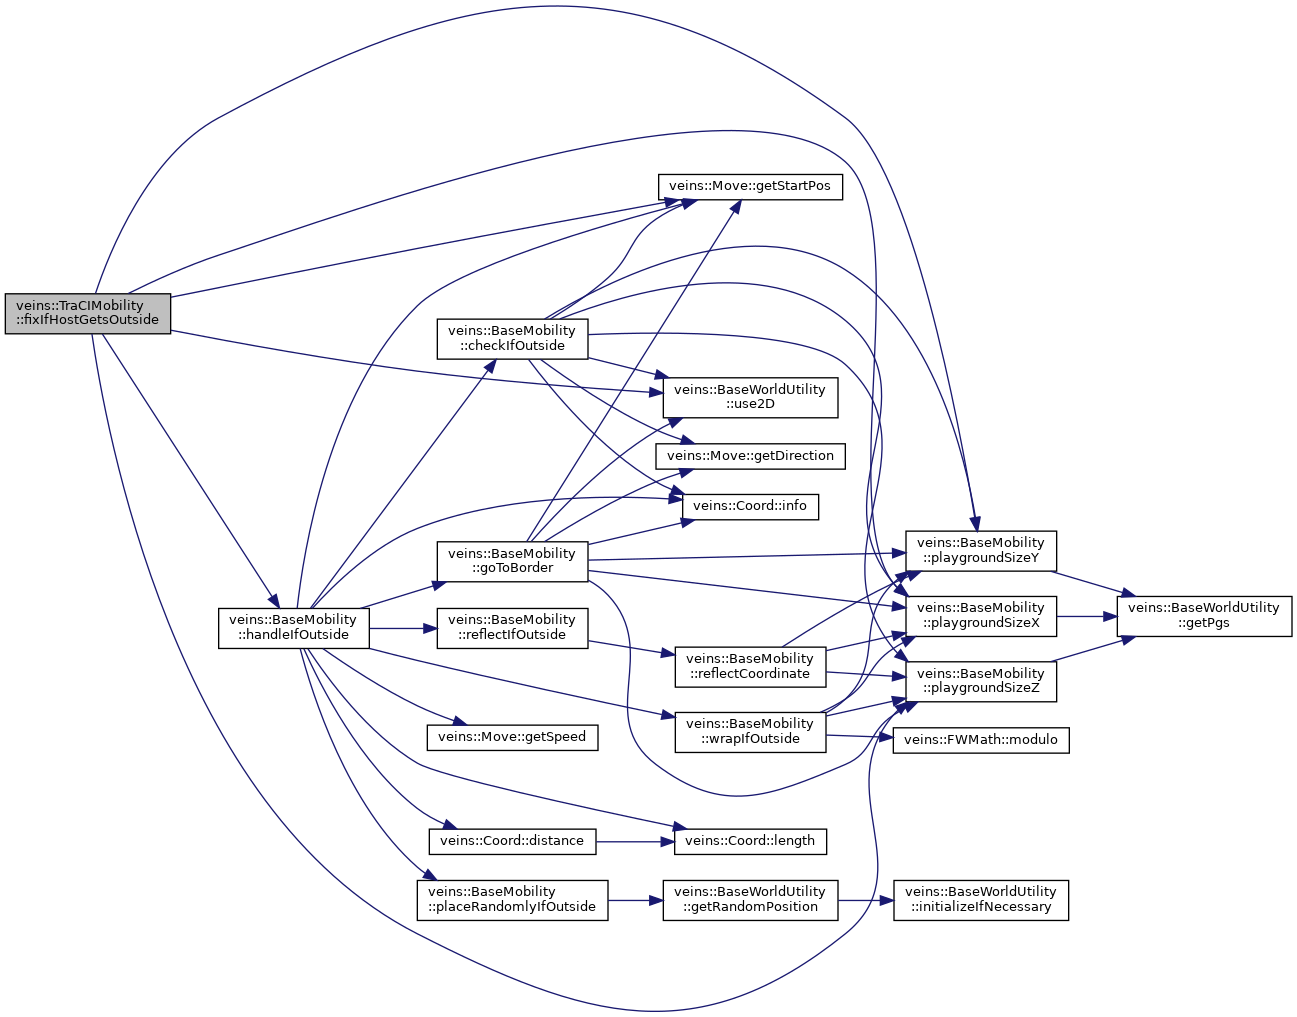 veins::TraCIMobility
::fixIfHostGetsOutside
veins::BaseMobility
::handleIfOutside
veins::BaseMobility
::checkIfOutside
veins::BaseMobility
::goToBorder
veins::BaseMobility
::reflectIfOutside
veins::Move::getSpeed
veins::Coord::distance
veins::BaseMobility
::placeRandomlyIfOutside
veins::Move::getStartPos
veins::BaseWorldUtility
::use2D
veins::Move::getDirection
veins::Coord::info
veins::BaseMobility
::reflectCoordinate
veins::BaseMobility
::wrapIfOutside
veins::Coord::length
veins::BaseWorldUtility
::getRandomPosition
veins::BaseMobility
::playgroundSizeY
veins::BaseMobility
::playgroundSizeX
veins::BaseMobility
::playgroundSizeZ
veins::FWMath::modulo
veins::BaseWorldUtility
::initializeIfNecessary
veins::BaseWorldUtility
::getPgs